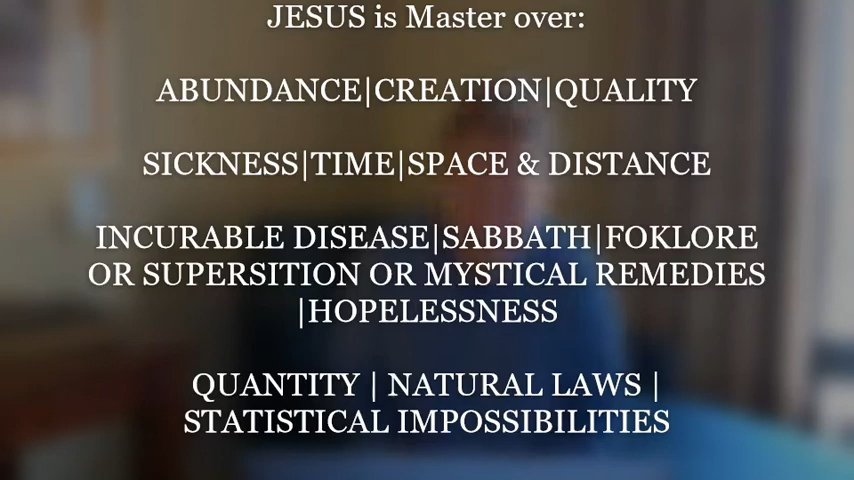 JESUS is Master over:
ABUNDANCE|CREATION|QUALITY
SICKNESS|TIME|SPACE & DISTANCE
INCURABLE DISEASE|SABBATH|FOKLORE
OR SUPERSITION OR MYSTICAL REMEDIES
|HOPELESSNESS
QUANTITY | NATURAL LAWS |
STATISTICAL IMPOSSIBILITIES